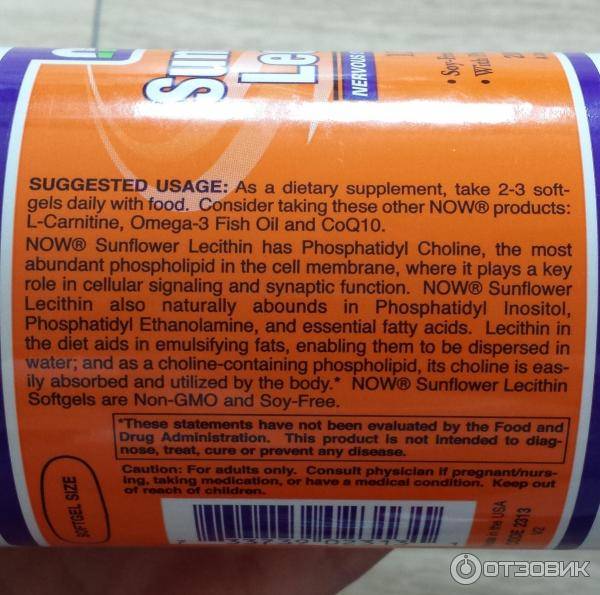 NERVOUS
SUGGESTED USAGE: As a dietary supplement, take 2-3 soft-
gels daily with food. Consider taking these other NOW® products:
L-Carnitine, Omega-3 Fish Oil and CoQ10.
NOW® Sunflower Lecithin has Phosphatidyl Choline, the most
abundant phospholipid in the cell membrane, where it plays a key
role in cellular signaling and synaptic function. NOW® Sunflower
Lecithin also naturally abounds in Phosphatidyl Inositol,
Phosphatidyl Ethanolamine, and essential fatty acids. Lecithin in
the diet aids in emulsifying fats, enabling them to be dispersed in
water; and as a choline-containing phospholipid, its choline is eas-
ily absorbed and utilized by the body.* NOW® Sunflower Lecithin
Softgels are Non-GMO and Soy-Free.
*These statements have not been evaluated by the Food and
Drug Administration. This product is not intended to diag-
nose, treat, cure or prevent any disease.
Caution: For adults only. Consult physician if pregnant/nurs-
ing, taking medication, or have a medical condition. Keep out
of reach of children.
SOFTGEL SIZE
in the USA
CODE 2313
V2
ОТЗОВИК